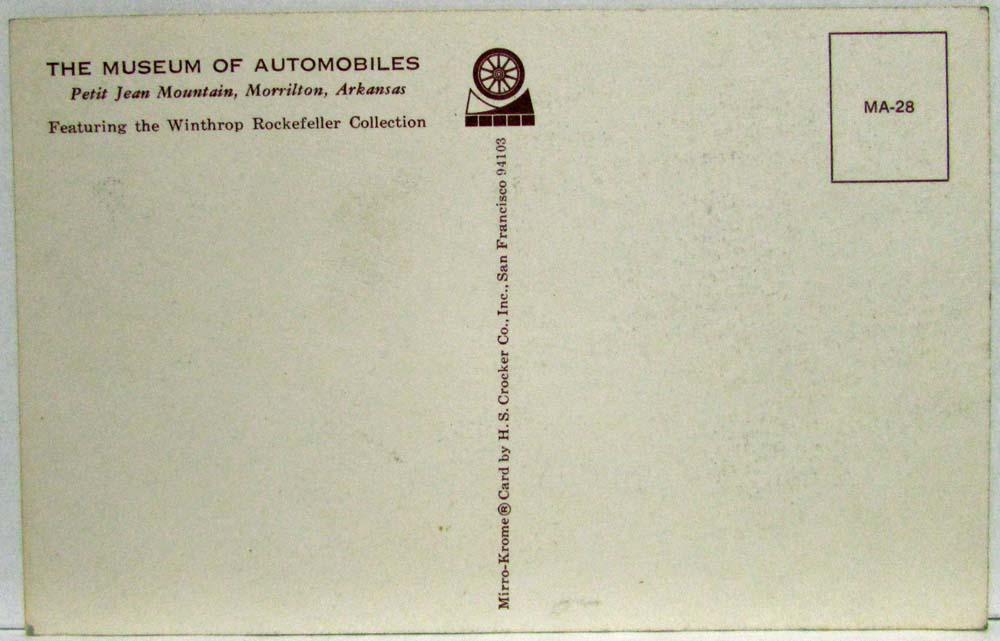 THE MUSEUM OF AUTOMOBILES
Petit Jean Mountain, Morrilton, Arkansas
Featuring the Winthrop Rockefeller Collection
Mirro-Krome® Card by H. S. Crocker Co., Inc., San Francisco 94103
MA-28